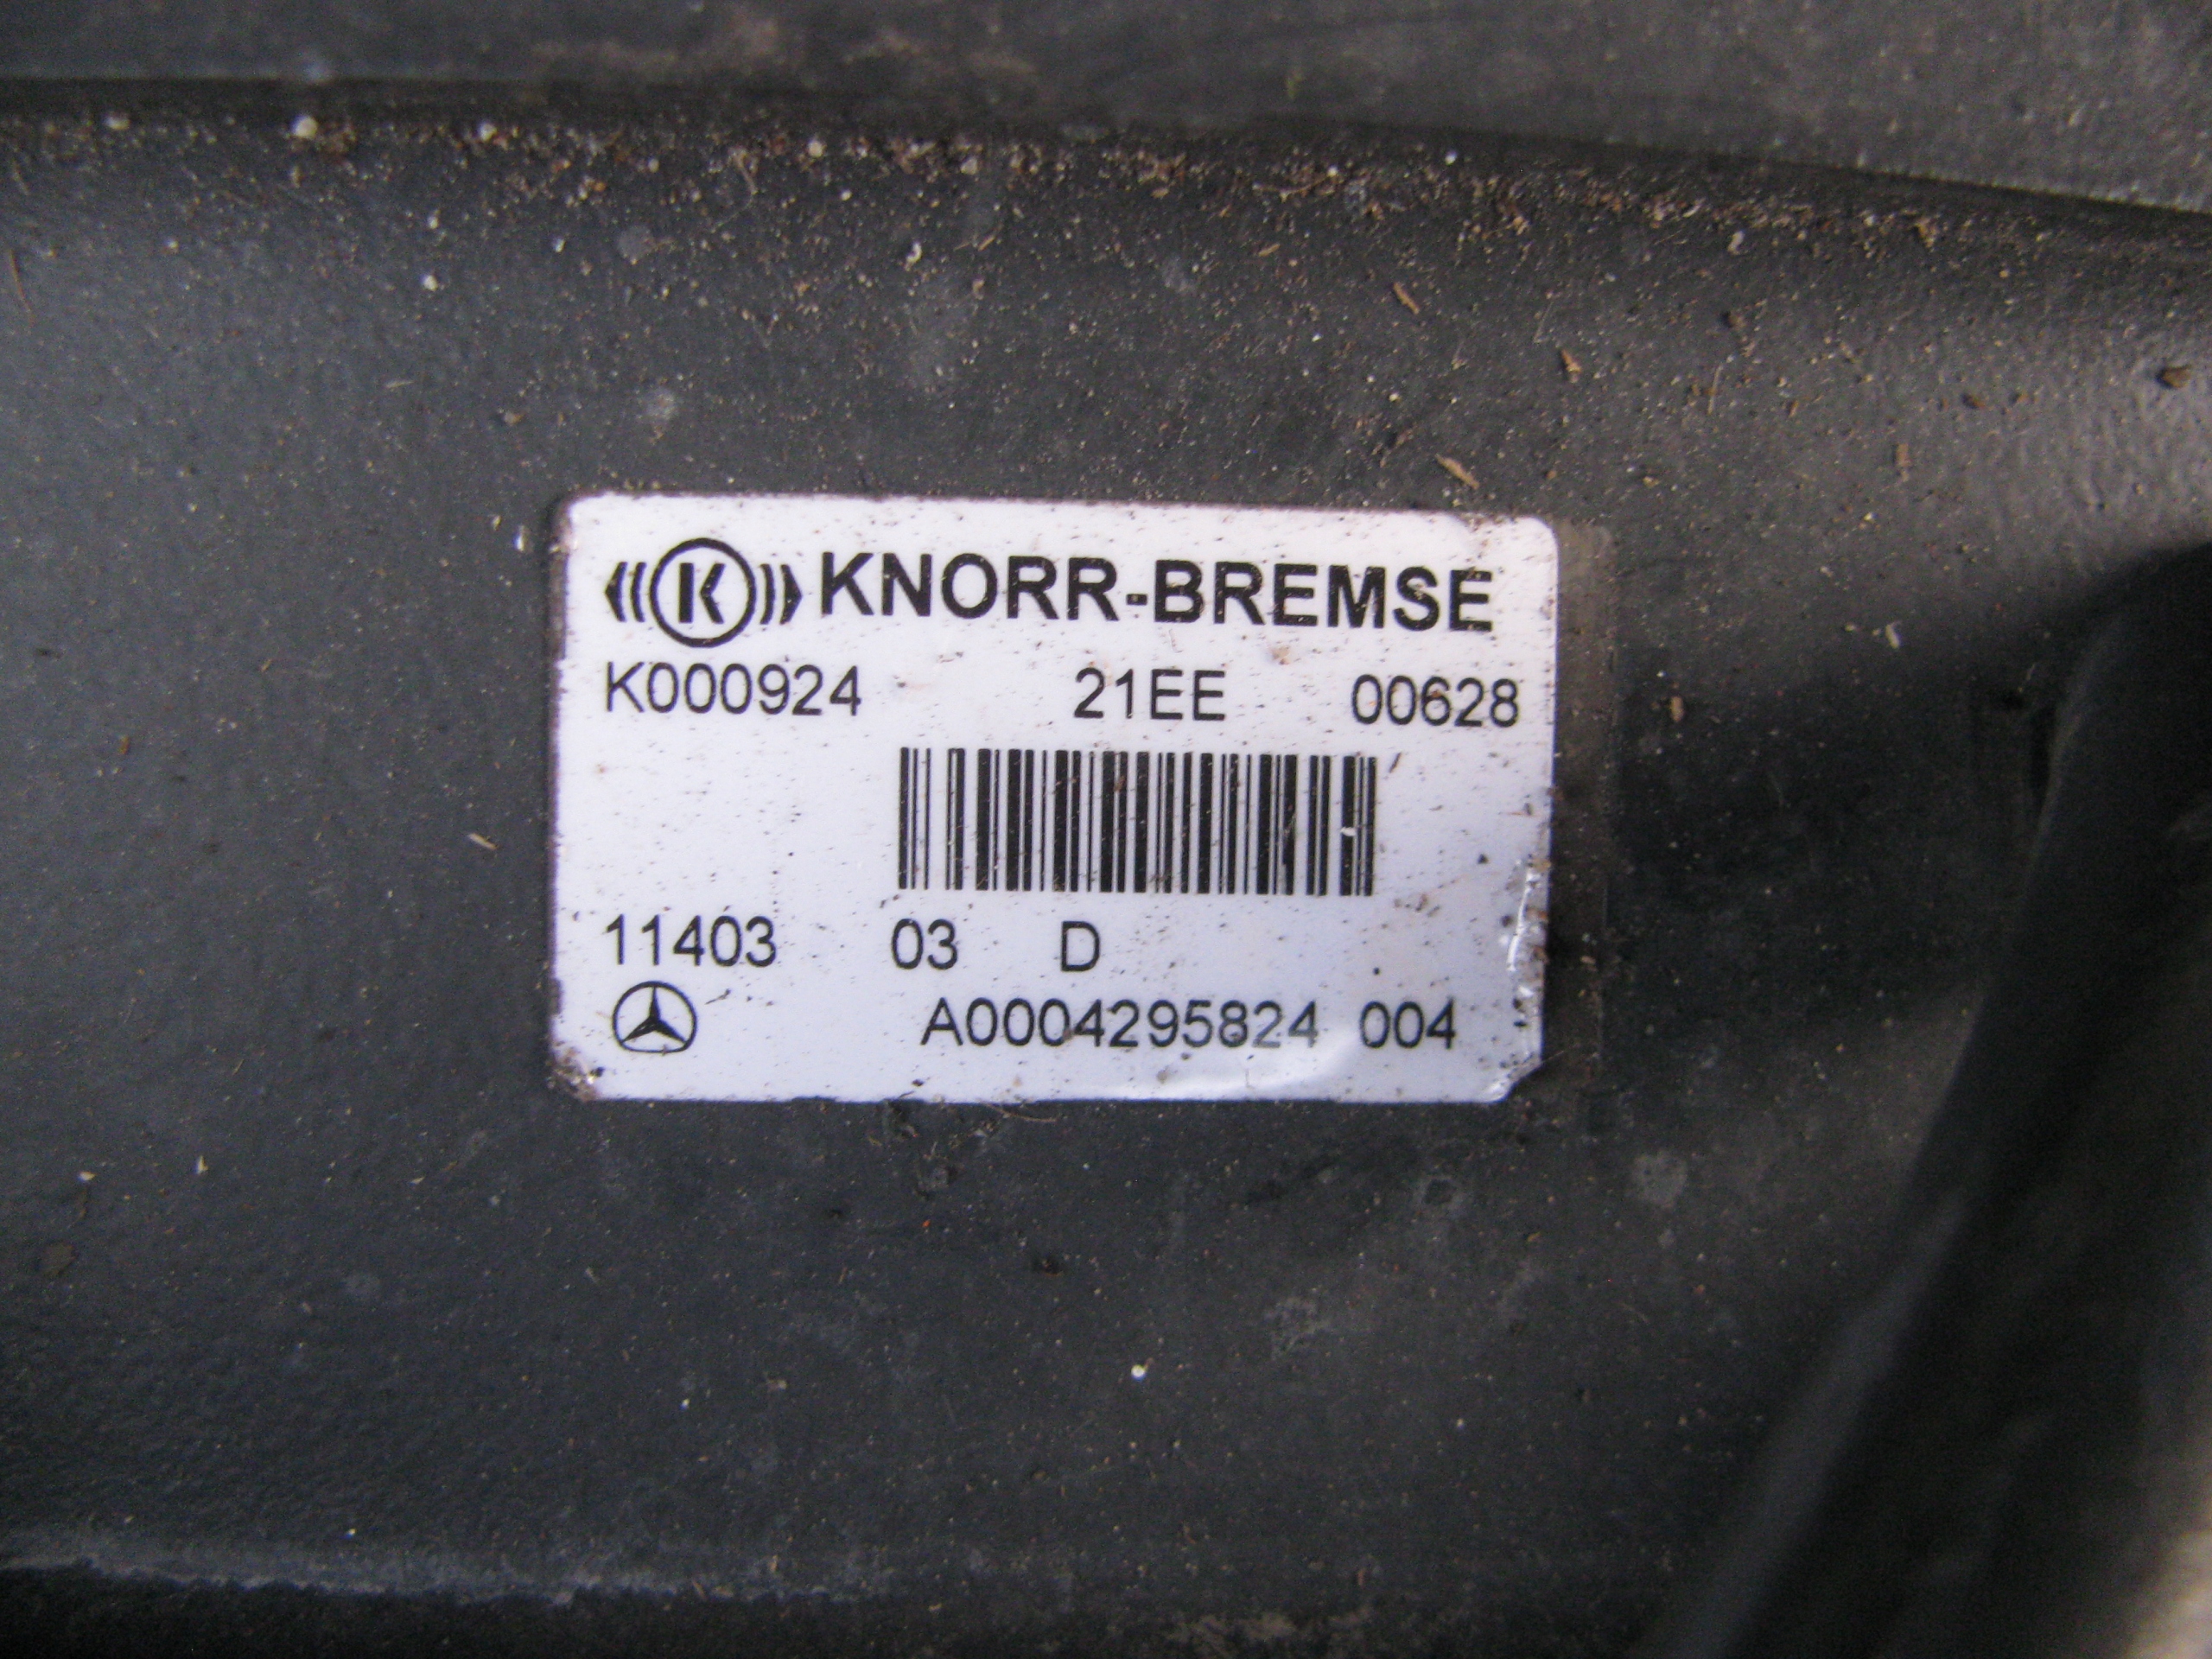 K KNORR-BREMSE
K000924 21EE 00628
11403 03 D
A0004295824 004